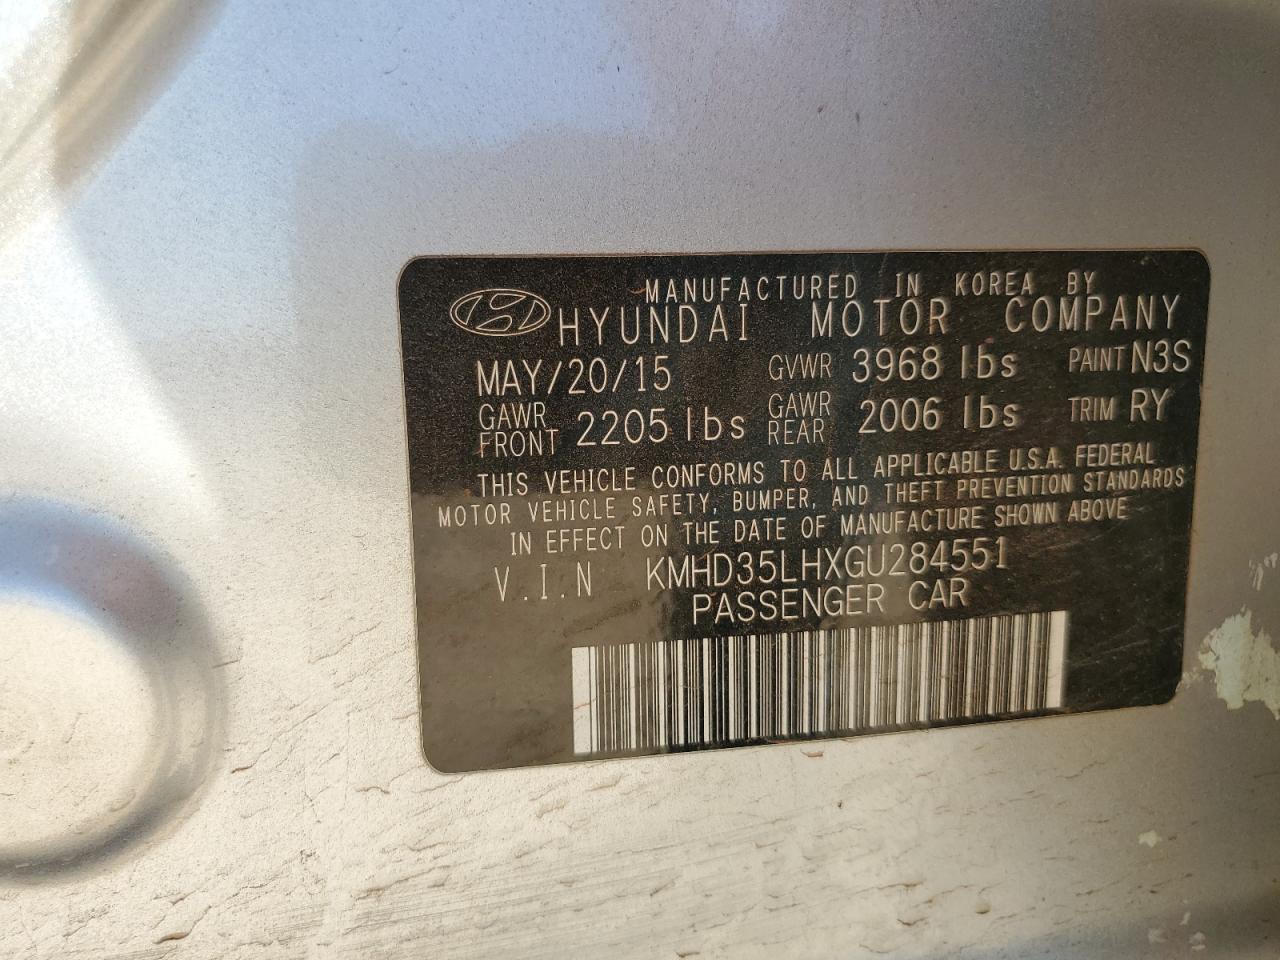 MANUFACTURED IN KOREA BY
HYUNDAI MOTOR COMPANY
MAY/20/15 GVWR 3968 lbs PAINT N3S
GAWR FRONT 2205 lbs GAWR REAR 2006 lbs TRIM RY
THIS VEHICLE CONFORMS TO ALL APPLICABLE U.S.A. FEDERAL
MOTOR VEHICLE SAFETY, BUMPER, AND THEFT PREVENTION STANDARDS
IN EFFECT ON THE DATE OF MANUFACTURE SHOWN ABOVE
V.I.N KMHD35LHXGU284551
PASSENGER CAR